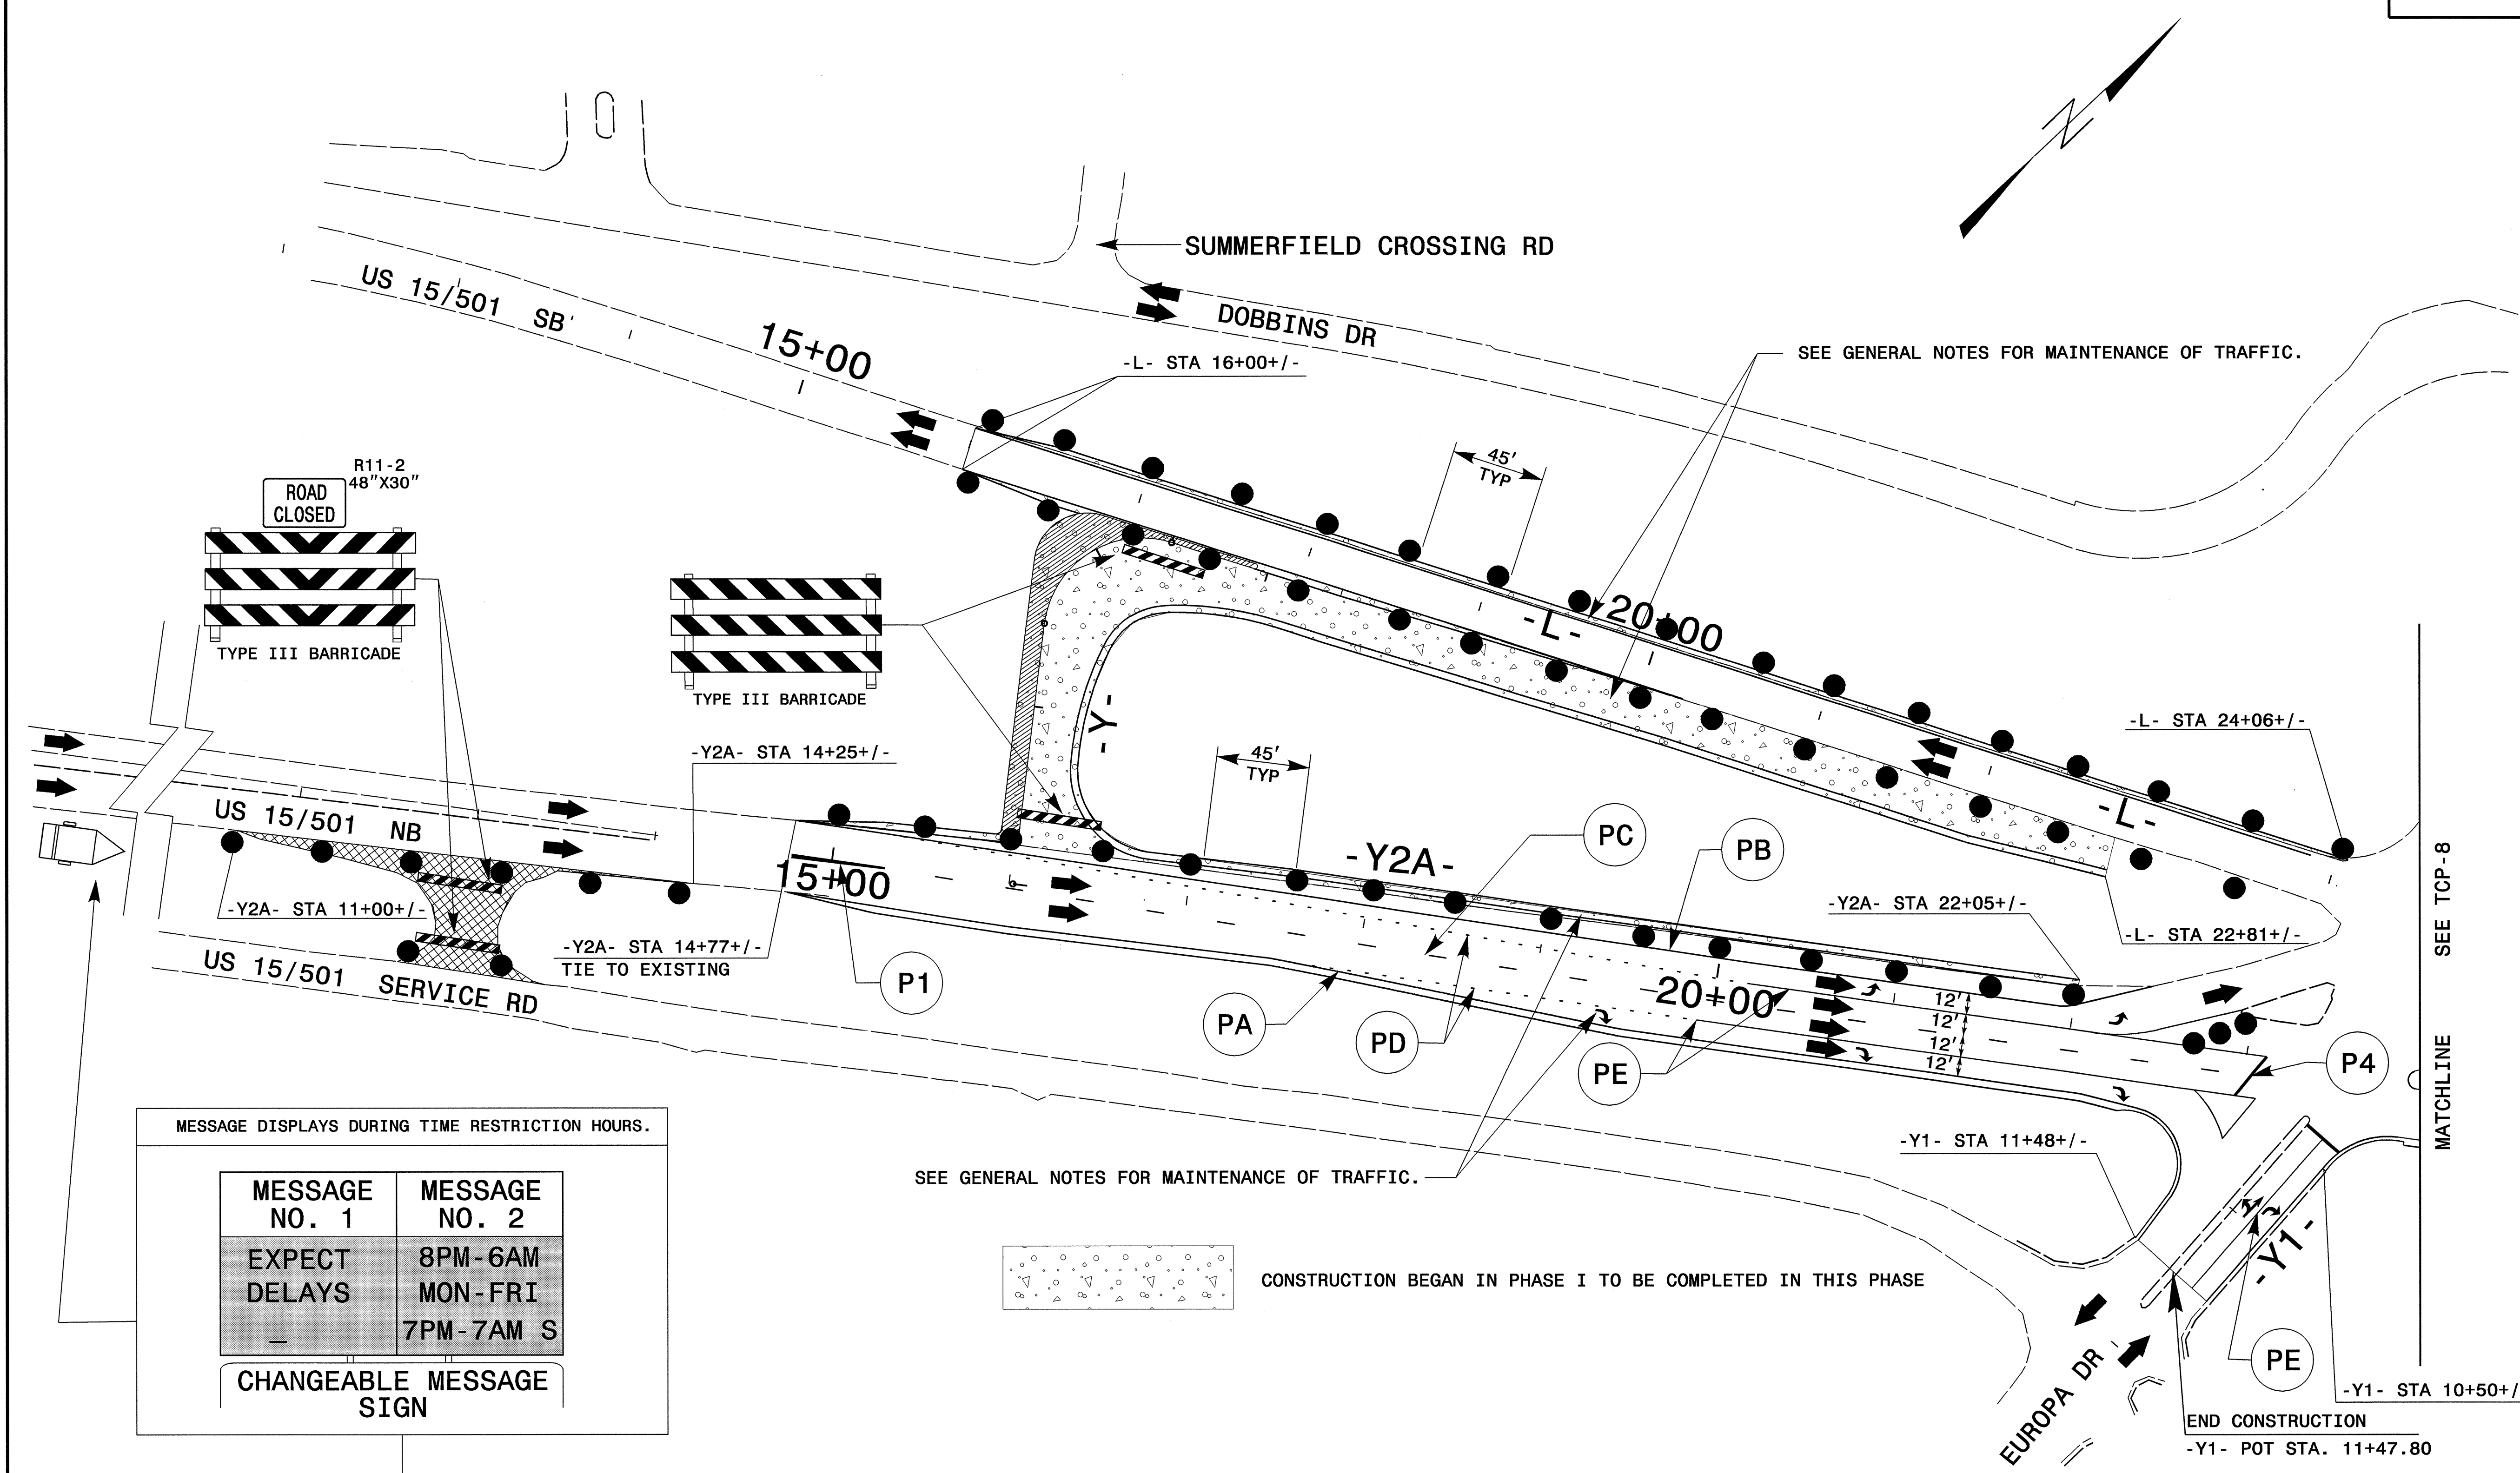 SUMMERFIELD CROSSING RD
US 15/501 SB
DOBBINS DR
15+00
-L- STA 16+00+/-
SEE GENERAL NOTES FOR MAINTENANCE OF TRAFFIC.
45'
TYP
R11-2
48"X30"
ROAD
CLOSED
TYPE III BARRICADE
TYPE III BARRICADE
-L-
20+00
-Y-
-L- STA 24+06+/-
-Y2A- STA 14+25+/-
45'
TYP
-L-
US 15/501 NB
15+00
-Y2A-
PC
PB
-Y2A- STA 11+00+/-
-Y2A- STA 22+05+/-
-L- STA 22+81+/-
MATCHLINE SEE TCP-8
-Y2A- STA 14+77+/-
TIE TO EXISTING
US 15/501 SERVICE RD
P1
PA
PD
20+00
PE
12'
12'
12'
12'
P4
MESSAGE DISPLAYS DURING TIME RESTRICTION HOURS.
MESSAGE
NO. 1
MESSAGE
NO. 2
EXPECT
DELAYS
_
8PM-6AM
MON-FRI
7PM-7AM S
CHANGEABLE MESSAGE
SIGN
SEE GENERAL NOTES FOR MAINTENANCE OF TRAFFIC.
-Y1- STA 11+48+/-
-Y1-
CONSTRUCTION BEGAN IN PHASE I TO BE COMPLETED IN THIS PHASE
PE
EUROPA DR
-Y1- STA 10+50+/
END CONSTRUCTION
-Y1- POT STA. 11+47.80